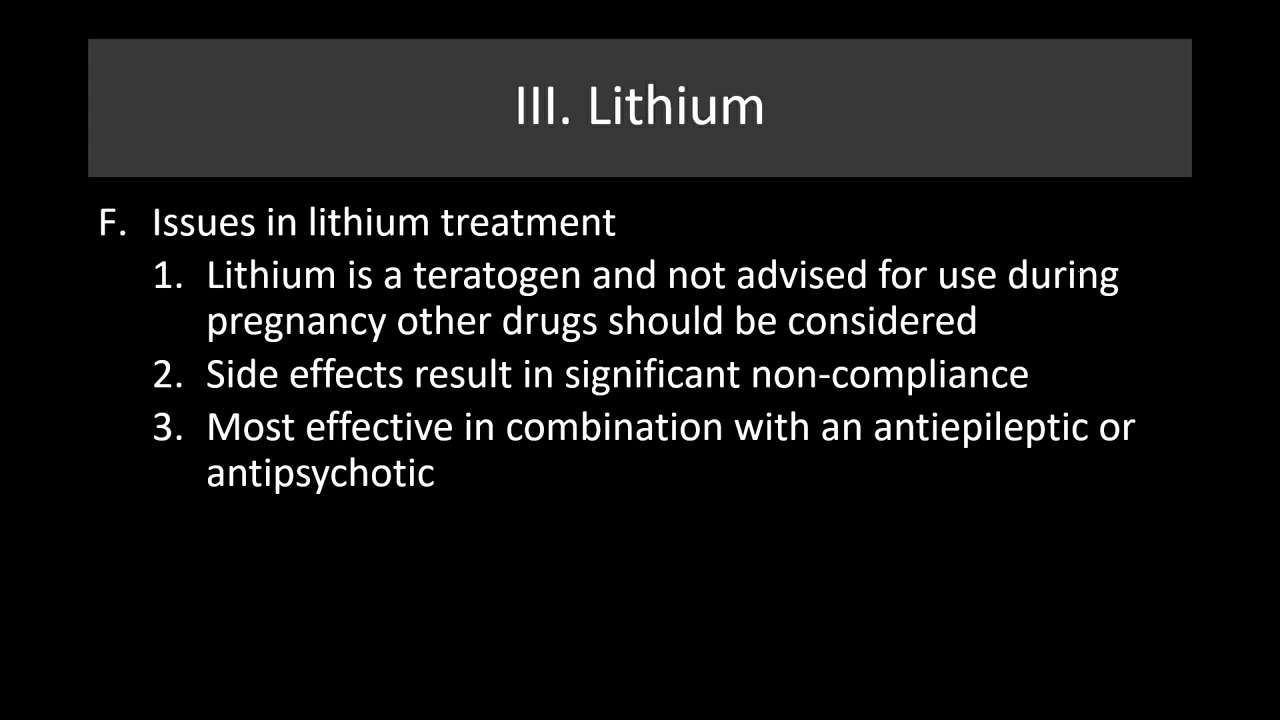 III. Lithium
F. Issues in lithium treatment
1. Lithium is a teratogen and not advised for use during
pregnancy other drugs should be considered
2. Side effects result in significant non-compliance
3. Most effective in combination with an antiepileptic or
antipsychotic